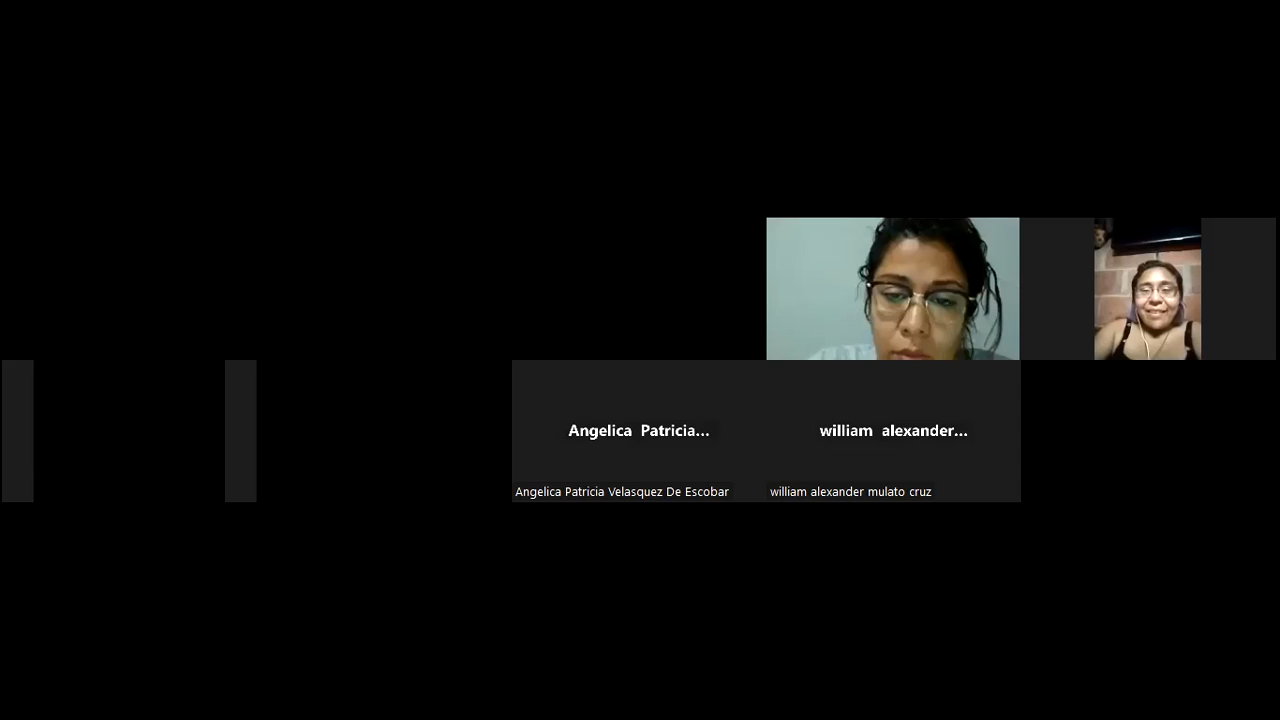 Angelica Patricia...
william alexander...
Angelica Patricia Velasquez De Escobar
william alexander mulato cruz